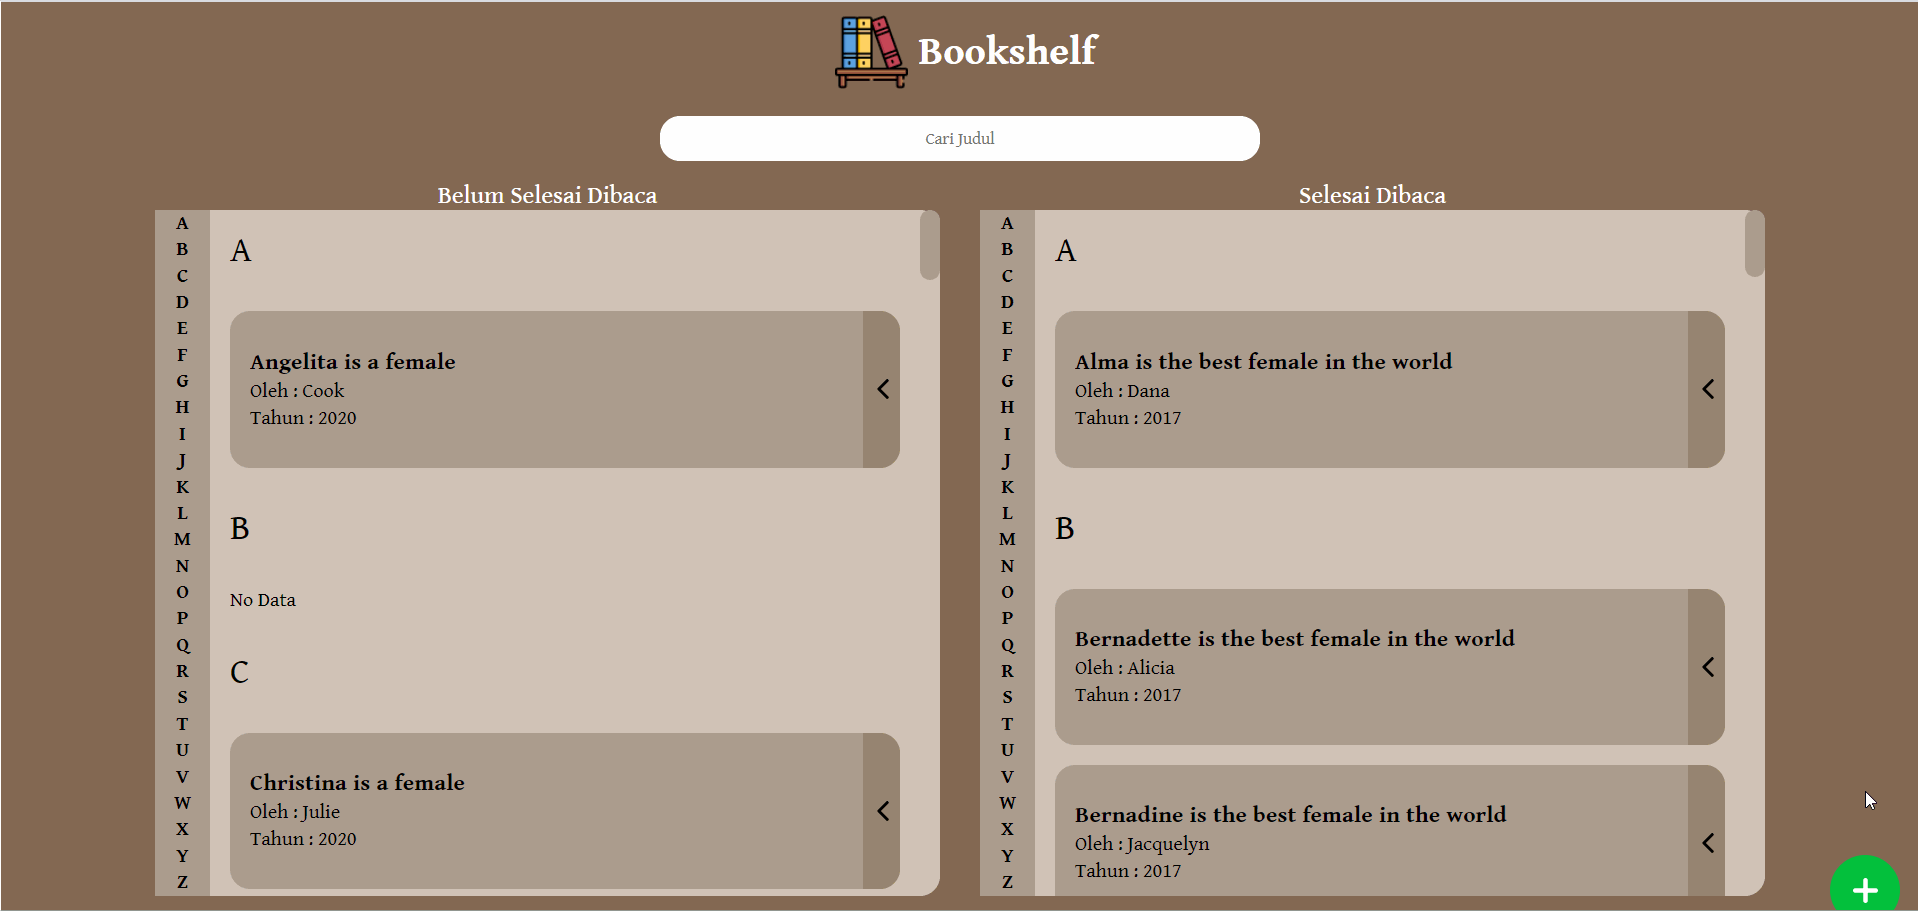 Bookshelf
Cari Judul
Belum Selesai Dibaca
A
B
C
D
E
F
G
H
I
J
K
L
M
N
O
P
Q
R
S
T
U
V
W
X
Y
Z
A
Angelita is a female
Oleh : Cook
Tahun : 2020
B
No Data
C
Christina is a female
Oleh : Julie
Tahun : 2020
Selesai Dibaca
A
B
C
D
E
F
G
H
I
J
K
L
M
N
O
P
Q
R
S
T
U
V
W
X
Y
Z
A
Alma is the best female in the world
Oleh : Dana
Tahun : 2017
B
Bernadette is the best female in the world
Oleh : Alicia
Tahun : 2017
Bernadine is the best female in the world
Oleh : Jacquelyn
Tahun : 2017